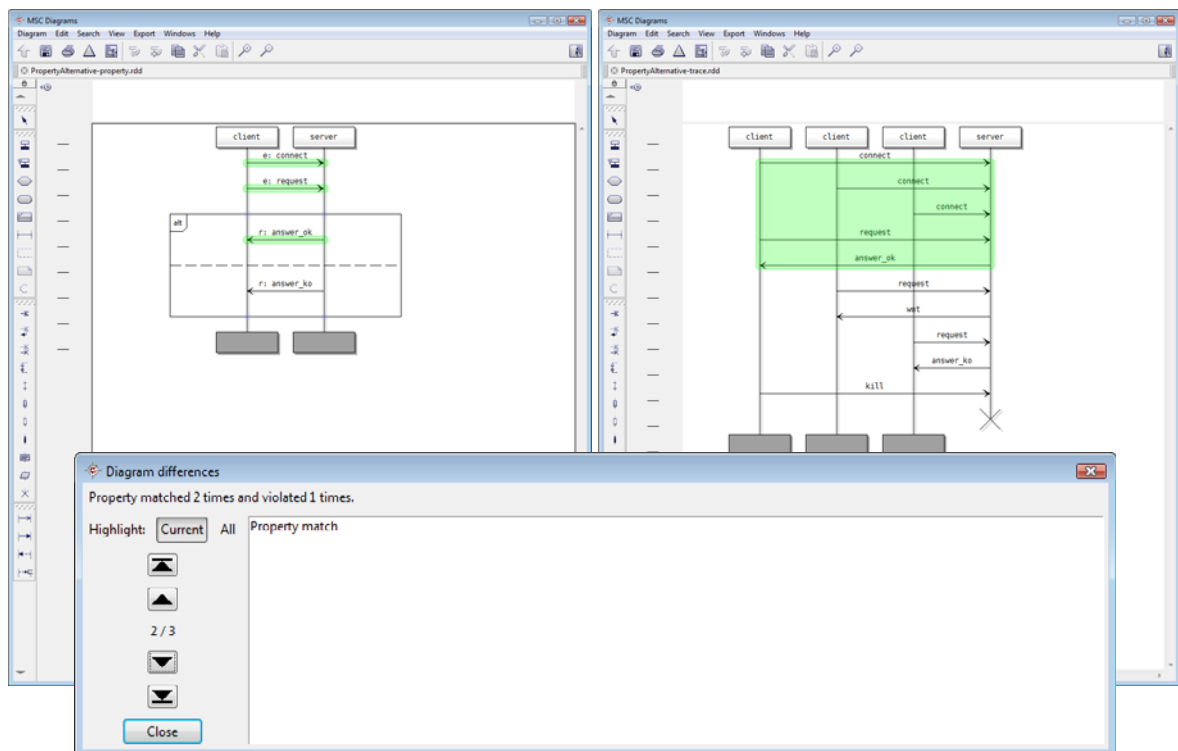 MSC Diagrams
Diagram Edit Search View Export Windows Help
PropertyAlternative-property.rdd
client
server
e: connect
e: request
alt
r: answer_ok
r: answer_ko
MSC Diagrams
Diagram Edit Search View Export Windows Help
PropertyAlternative-trace.rdd
client
client
client
server
connect
connect
connect
request
answer_ok
request
wot
request
answer_ko
kill
Diagram differences
Property matched 2 times and violated 1 times.
Highlight: Current All
Property match
2 / 3
Close